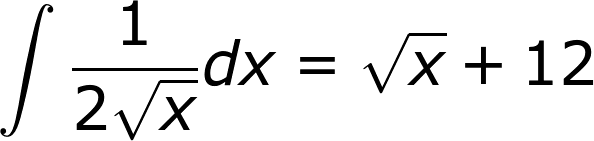 ∫ 1/(2√x) dx = √x + 12